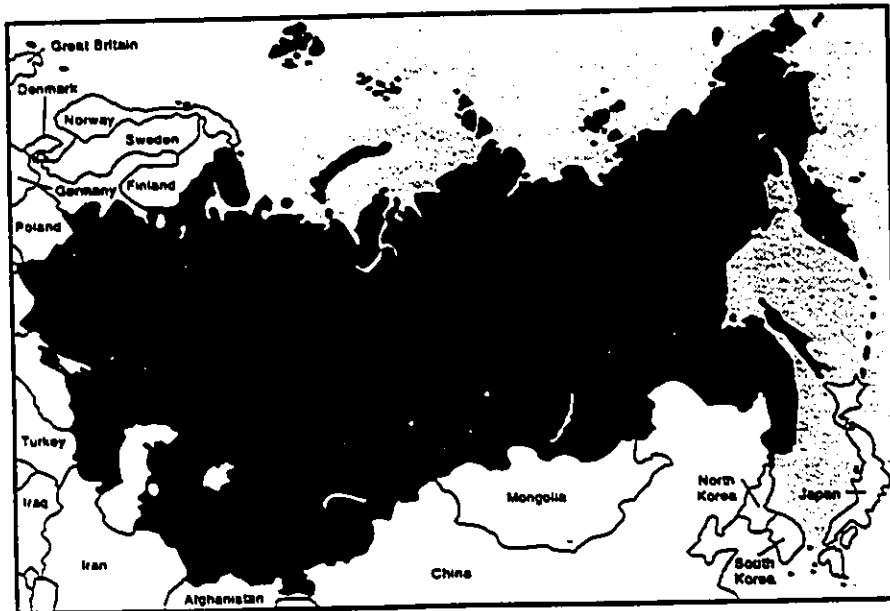 Great Britain
Denmark
Norway
Sweden
Germany
Finland
Poland
Turkey
Iraq
Iran
Afghanistan
China
Mongolia
North
Korea
Japan
South
Korea